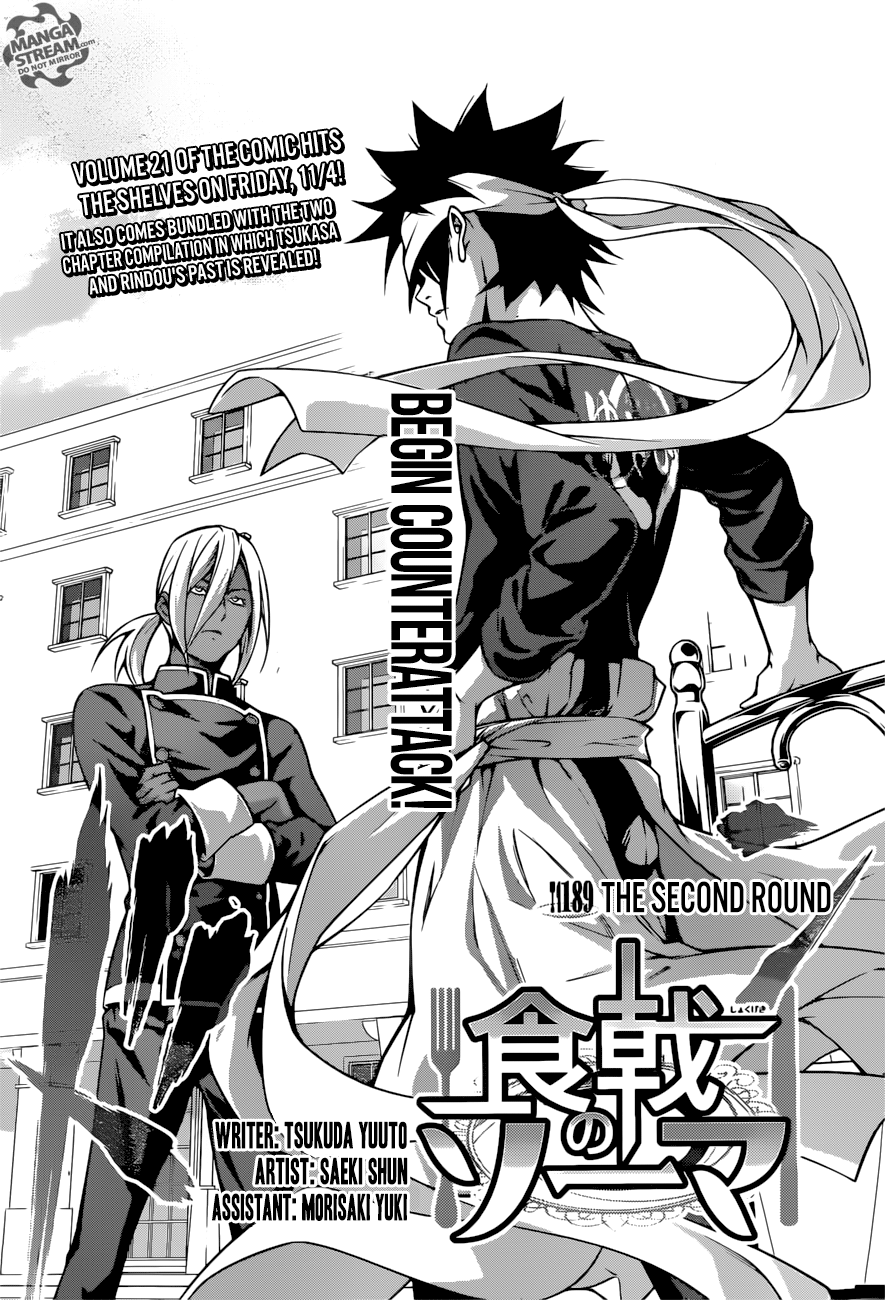 MANGA
STREAM.com
DO NOT MIRROR
VOLUME 21 OF THE COMIC HITS
THE SHELVES ON FRIDAY, 11/4!
IT ALSO COMES BUNDLED WITH THE TWO
CHAPTER COMPILATION IN WHICH TSUKASA
AND RINDOU'S PAST IS REVEALED!
BEGIN COUNTERATTACK!
189 THE SECOND ROUND
しょくげき
食戟の
ソーマ
WRITER: TSUKUDA YUUTO
ARTIST: SAEKI SHUN
ASSISTANT: MORISAKI YUKI